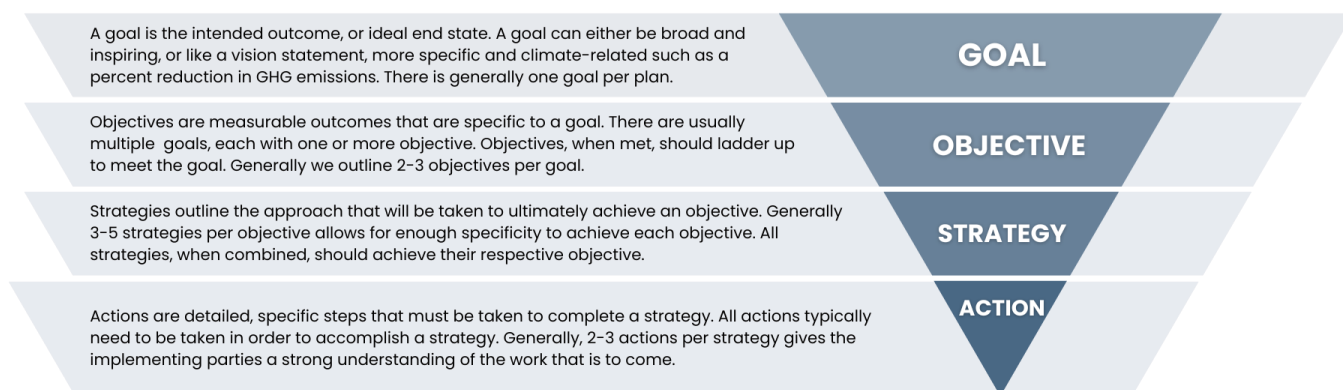 A goal is the intended outcome, or ideal end state. A goal can either be broad and
inspiring, or like a vision statement, more specific and climate-related such as a
percent reduction in GHG emissions. There is generally one goal per plan.
GOAL
Objectives are measurable outcomes that are specific to a goal. There are usually
multiple  goals, each with one or more objective. Objectives, when met, should ladder up
to meet the goal. Generally we outline 2-3 objectives per goal.
OBJECTIVE
Strategies outline the approach that will be taken to ultimately achieve an objective. Generally
3-5 strategies per objective allows for enough specificity to achieve each objective. All
strategies, when combined, should achieve their respective objective.
STRATEGY
Actions are detailed, specific steps that must be taken to complete a strategy. All actions typically
need to be taken in order to accomplish a strategy. Generally, 2-3 actions per strategy gives the
implementing parties a strong understanding of the work that is to come.
ACTION